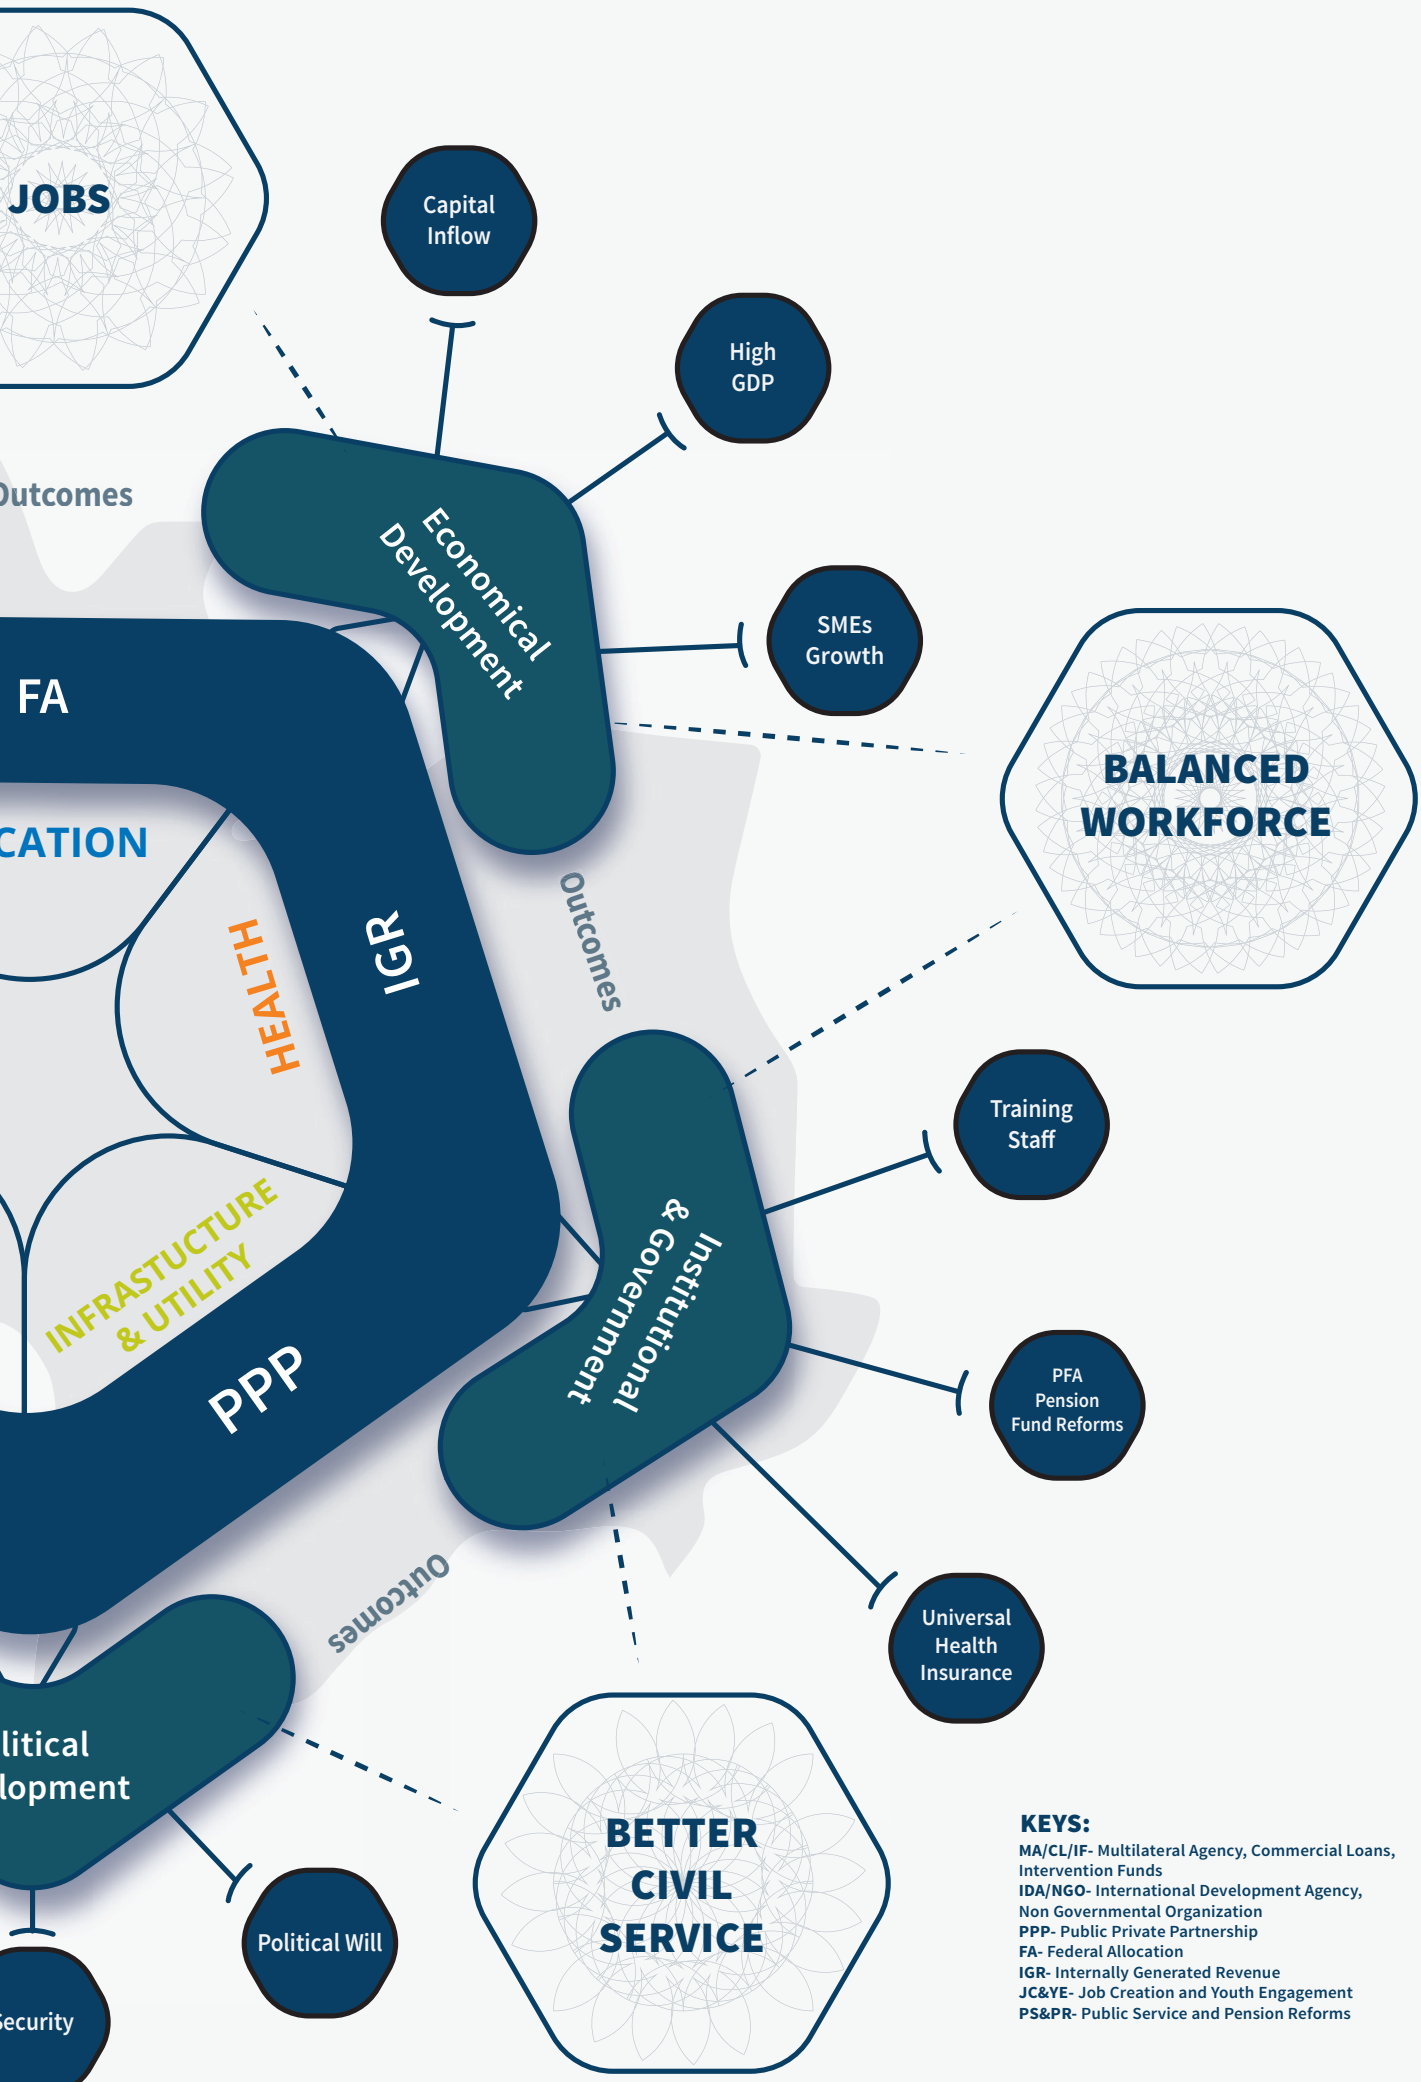 JOBS
Capital
Inflow
High
GDP
Outcomes
Economical
Development
SMEs
Growth
FA
BALANCED
WORKFORCE
CATION
IGR
HEALTH
Outcomes
Training
Staff
INFRASTUCTURE
& UTILITY
Institutional
& Government
PPP
PFA
Pension
Fund Reforms
Outcomes
Universal
Health
Insurance
litical
lopment
BETTER
CIVIL
SERVICE
Political Will
Security
KEYS:
MA/CL/IF- Multilateral Agency, Commercial Loans,
Intervention Funds
IDA/NGO- International Development Agency,
Non Governmental Organization
PPP- Public Private Partnership
FA- Federal Allocation
IGR- Internally Generated Revenue
JC&YE- Job Creation and Youth Engagement
PS&PR- Public Service and Pension Reforms